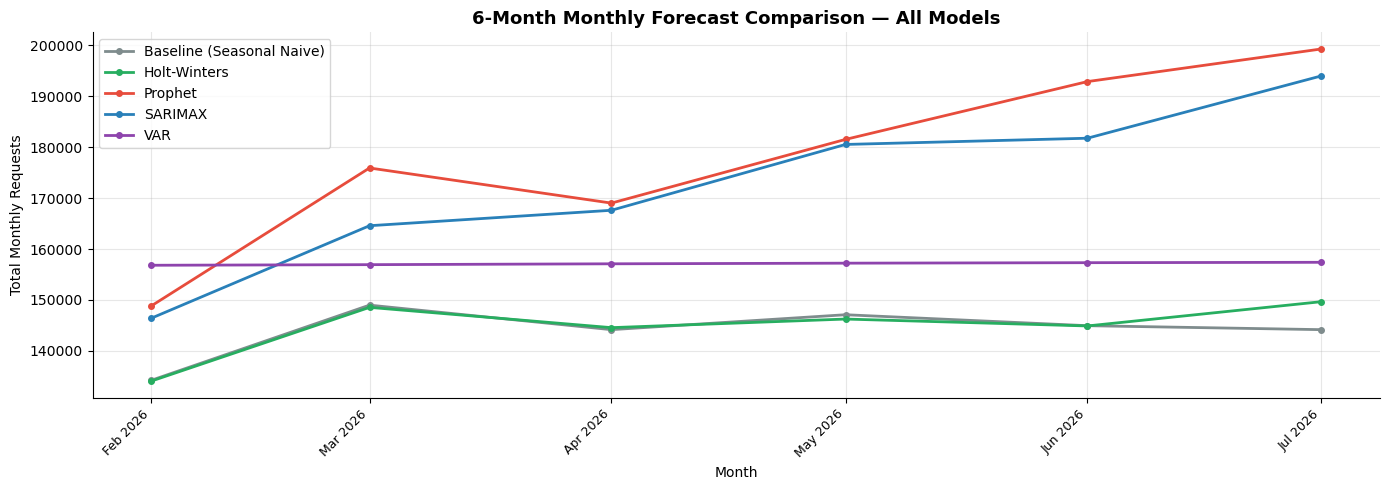 6-Month Monthly Forecast Comparison — All Models
Total Monthly Requests
200000
190000
180000
170000
160000
150000
140000
Baseline (Seasonal Naive)
Holt-Winters
Prophet
SARIMAX
VAR
Feb 2026
Mar 2026
Apr 2026
May 2026
Jun 2026
Jul 2026
Month